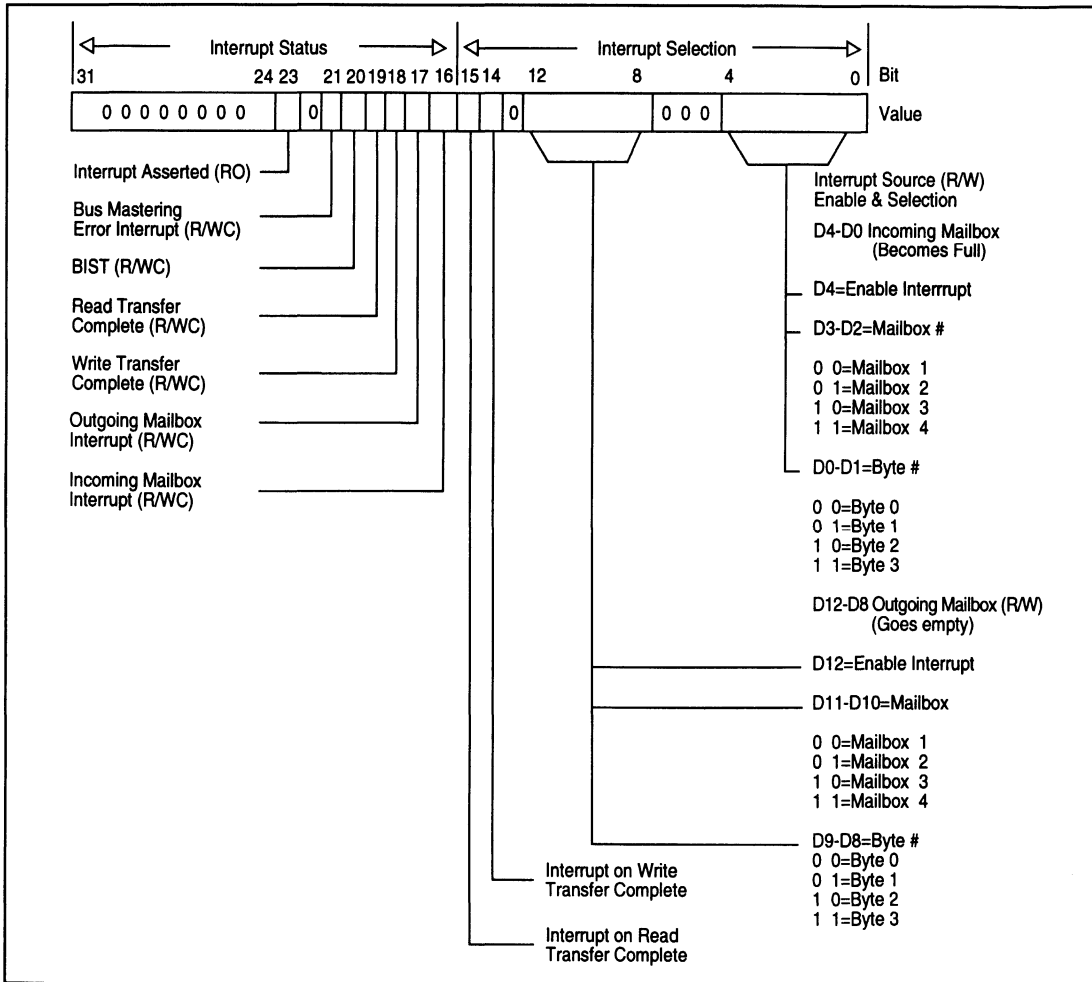 Interrupt Status Interrupt Selection
31 24 23 21 20 19 18 17 16 15 14 12 8 4 0 Bit
0 0 0 0 0 0 0 0 0 0 0 0 0 Value
Interrupt Asserted (RO)
Bus Mastering
Error Interrupt (R/WC)
BIST (R/WC)
Read Transfer
Complete (R/WC)
Write Transfer
Complete (R/WC)
Outgoing Mailbox
Interrupt (R/WC)
Incoming Mailbox
Interrupt (R/WC)
Interrupt Source (R/W)
Enable & Selection
D4-D0 Incoming Mailbox
(Becomes Full)
D4=Enable Interrrupt
D3-D2=Mailbox #
0 0=Mailbox 1
0 1=Mailbox 2
1 0=Mailbox 3
1 1=Mailbox 4
D0-D1=Byte #
0 0=Byte 0
0 1=Byte 1
1 0=Byte 2
1 1=Byte 3
D12-D8 Outgoing Mailbox (R/W)
(Goes empty)
D12=Enable Interrupt
D11-D10=Mailbox
0 0=Mailbox 1
0 1=Mailbox 2
1 0=Mailbox 3
1 1=Mailbox 4
D9-D8=Byte #
0 0=Byte 0
0 1=Byte 1
1 0=Byte 2
1 1=Byte 3
Interrupt on Write
Transfer Complete
Interrupt on Read
Transfer Complete